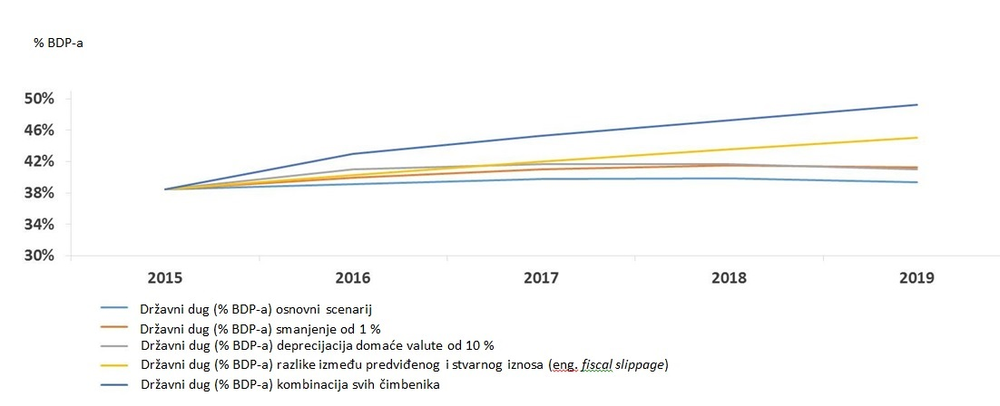 % BDP-a
50%
46%
42%
38%
34%
30%
2015 2016 2017 2018 2019
Državni dug (% BDP-a) osnovni scenarij
Državni dug (% BDP-a) smanjenje od 1 %
Državni dug (% BDP-a) deprecijacija domaće valute od 10 %
Državni dug (% BDP-a) razlike između predviđenog i stvarnog iznosa (eng. fiscal slippage)
Državni dug (% BDP-a) kombinacija svih čimbenika